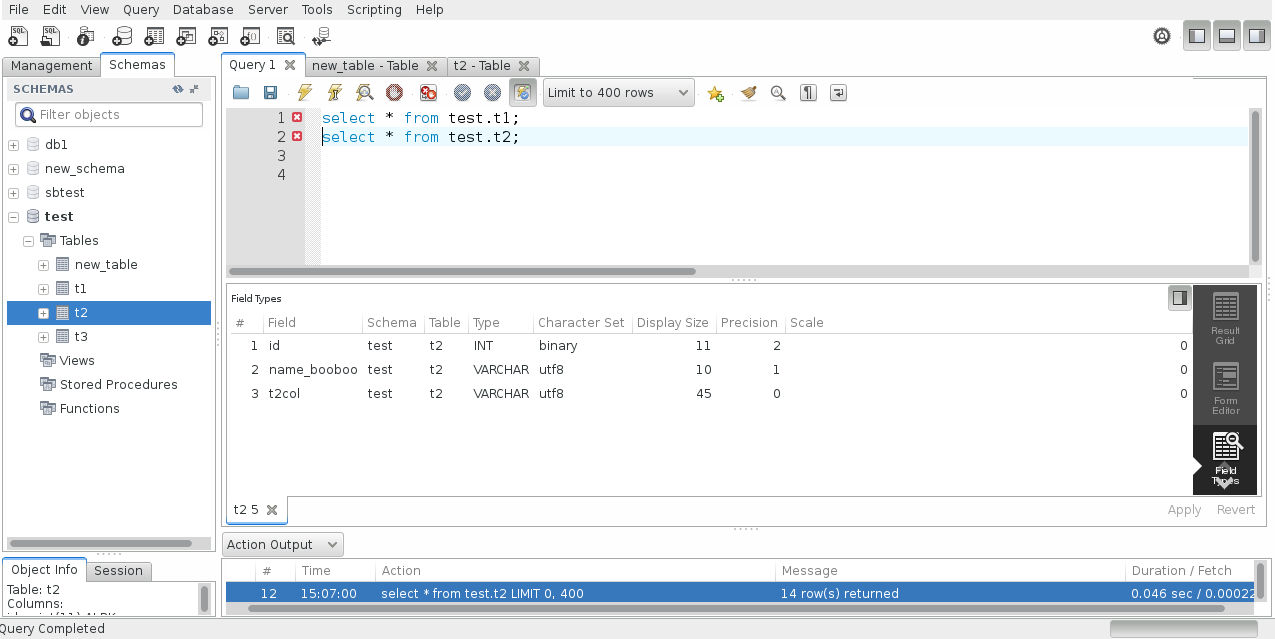 File Edit View Query Database Server Tools Scripting Help
Management Schemas
SCHEMAS
Filter objects
db1
new_schema
sbtest
test
Tables
new_table
t1
t2
t3
Views
Stored Procedures
Functions
Object Info Session
Table: t2
Columns:
Query 1 new_table - Table t2 - Table
Limit to 400 rows
1 select * from test.t1;
2 select * from test.t2;
3
4
Field Types
# Field Schema Table Type Character Set Display Size Precision Scale
1 id test t2 INT binary 11 2 0
2 name_booboo test t2 VARCHAR utf8 10 1 0
3 t2col test t2 VARCHAR utf8 45 0 0
Result
Grid
Form
Editor
Field
Types
t2 5
Apply Revert
Action Output
# Time Action Message Duration / Fetch
12 15:07:00 select * from test.t2 LIMIT 0, 400 14 row(s) returned 0.046 sec / 0.00022
Query Completed